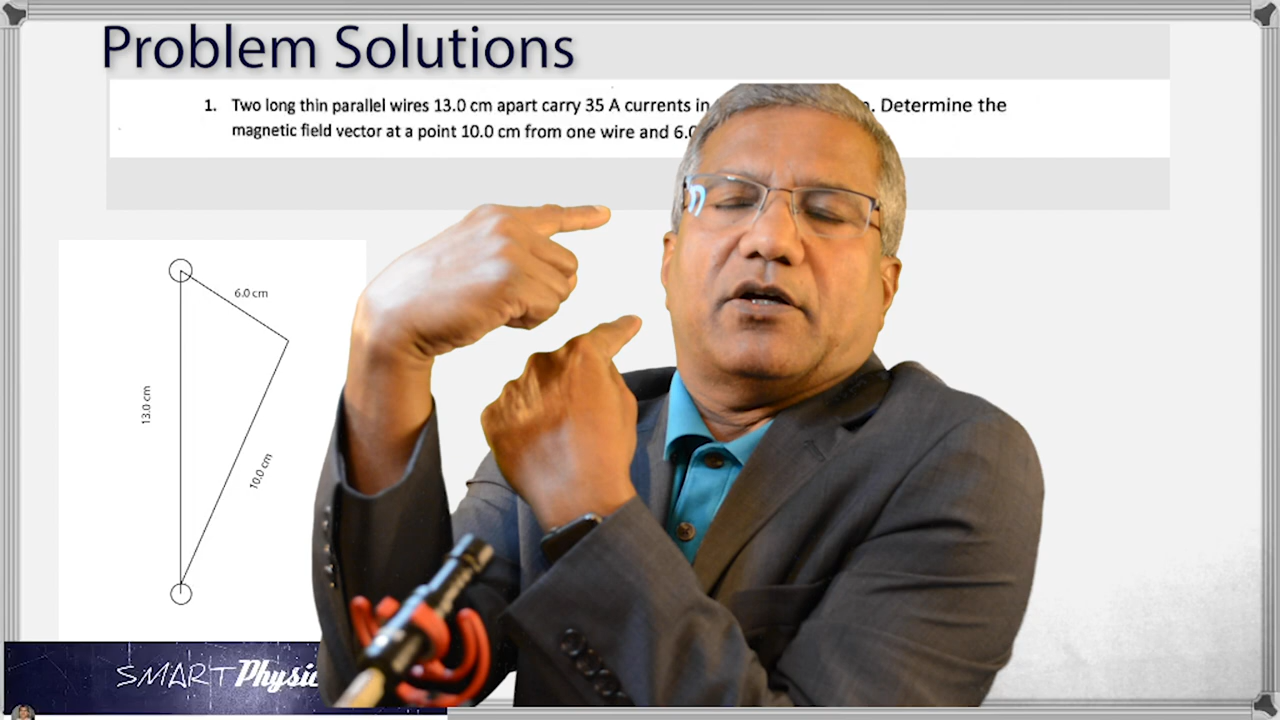 Problem Solutions
1. Two long thin parallel wires 13.0 cm apart carry 35 A currents in Determine the
magnetic field vector at a point 10.0 cm from one wire and
6.0 cm
13.0 cm
10.0 cm
SMART